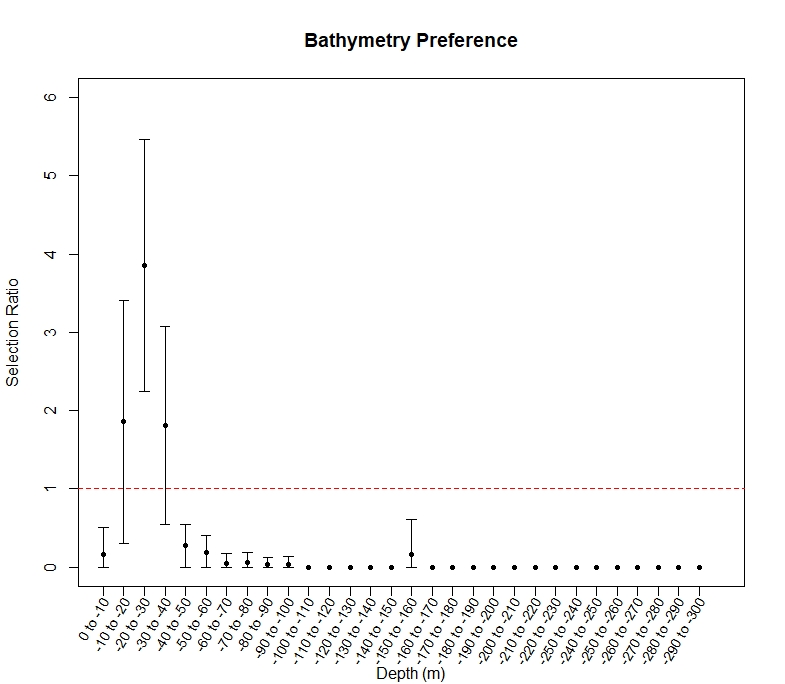 Bathymetry Preference
Selection Ratio
6
5
4
3
2
1
0
0 to -10
-10 to -20
-20 to -30
-30 to -40
-40 to -50
-50 to -60
-60 to -70
-70 to -80
-80 to -90
-90 to -100
-100 to -110
-110 to -120
-120 to -130
-130 to -140
-140 to -150
-150 to -160
-160 to -170
-170 to -180
-180 to -190
-190 to -200
-200 to -210
-210 to -220
-220 to -230
-250 to -240
-240 to -250
-250 to -260
-260 to -270
-270 to -280
-280 to -290
-290 to -300
Depth (m)